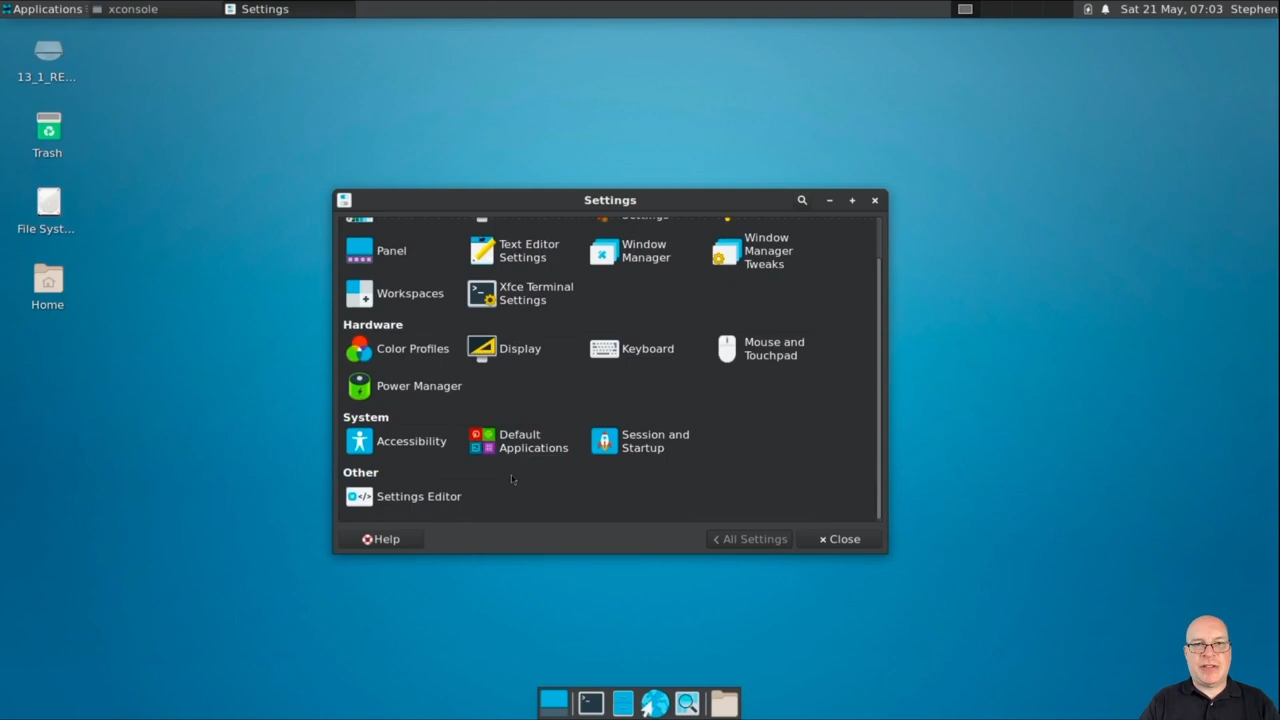 Applications
xconsole
Settings
Sat 21 May, 07:03
Stephen
13_1_RE...
Trash
File Syst...
Home
Settings
Panel
Text Editor
Settings
Window
Manager
Window
Manager
Tweaks
Workspaces
Xfce Terminal
Settings
Hardware
Color Profiles
Display
Keyboard
Mouse and
Touchpad
Power Manager
System
Accessibility
Default
Applications
Session and
Startup
Other
Settings Editor
Help
All Settings
Close